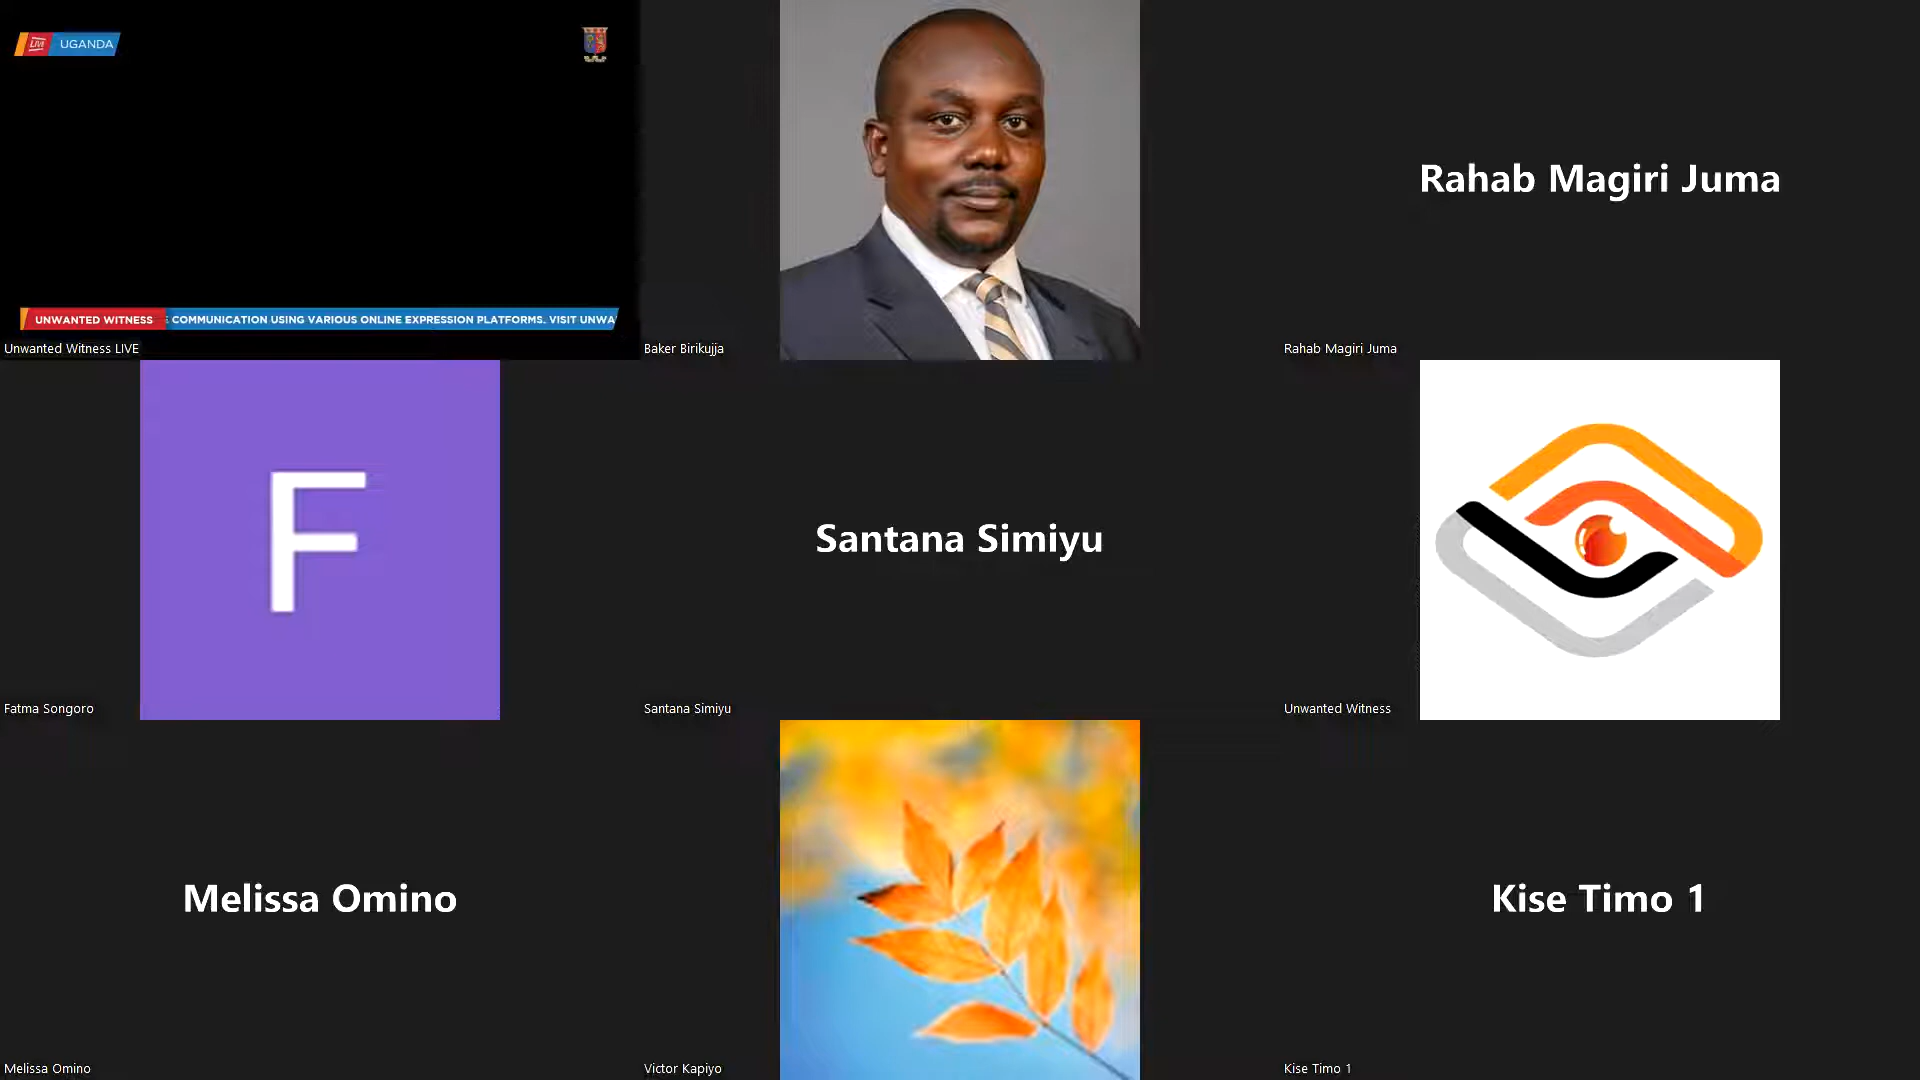 LIVE UGANDA
UNWANTED WITNESS COMMUNICATION USING VARIOUS ONLINE EXPRESSION PLATFORMS. VISIT UNWA
Unwanted Witness LIVE
Baker Birikujja
Rahab Magiri Juma
Rahab Magiri Juma
F
Fatma Songoro
Santana Simiyu
Santana Simiyu
Unwanted Witness
Melissa Omino
Melissa Omino
Victor Kapiyo
Kise Timo 1
Kise Timo 1